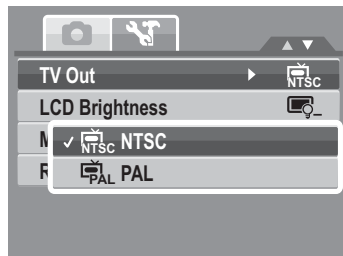 TV Out NTSC
LCD Brightness
M
NTSC NTSC
R
PAL PAL